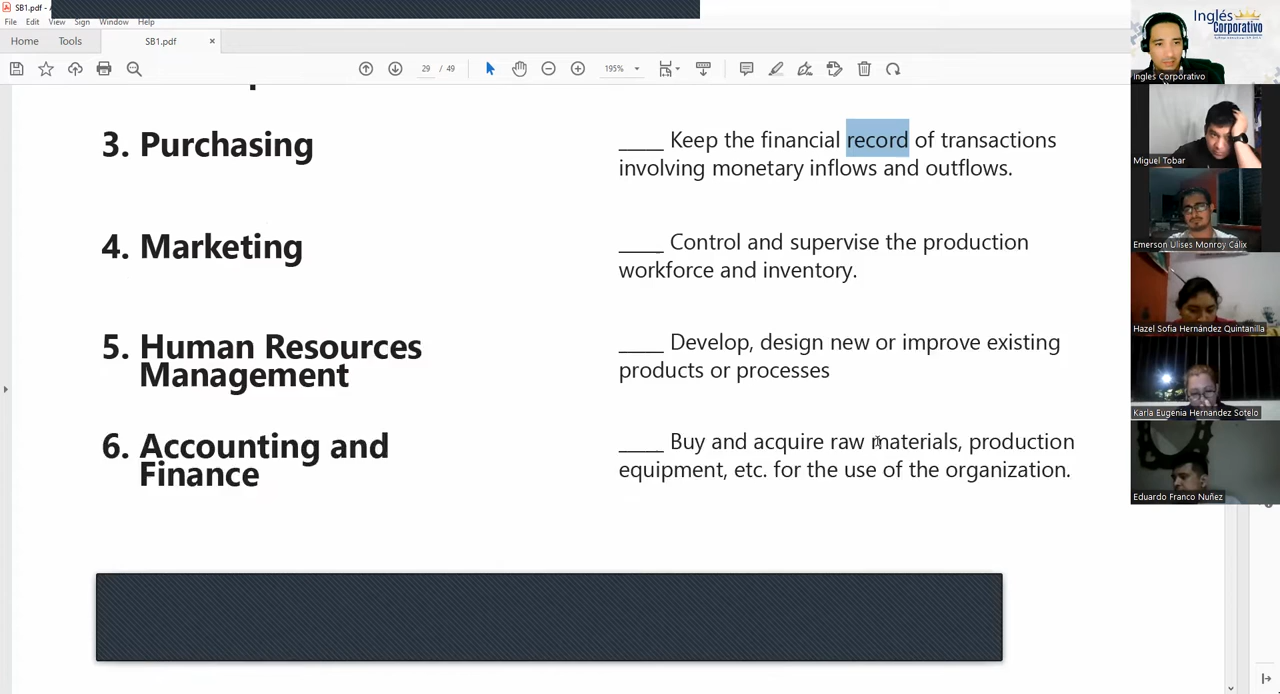 SB1.pdf - A
File Edit View Sign Window Help
Home Tools SB1.pdf ×
29 / 49 195%
3. Purchasing
4. Marketing
5. Human Resources
Management
6. Accounting and
Finance
_____ Keep the financial record of transactions
involving monetary inflows and outflows.
_____ Control and supervise the production
workforce and inventory.
_____ Develop, design new or improve existing
products or processes
_____ Buy and acquire raw materials, production
equipment, etc. for the use of the organization.
Inglés
Corporativo
Inglés Corporativo
Miguel Tobar
Emerson Ulises Monroy Cálix
Hazel Sofia Hernández Quintanilla
Karla Eugenia Hernandez Sotelo
Eduardo Franco Nuñez